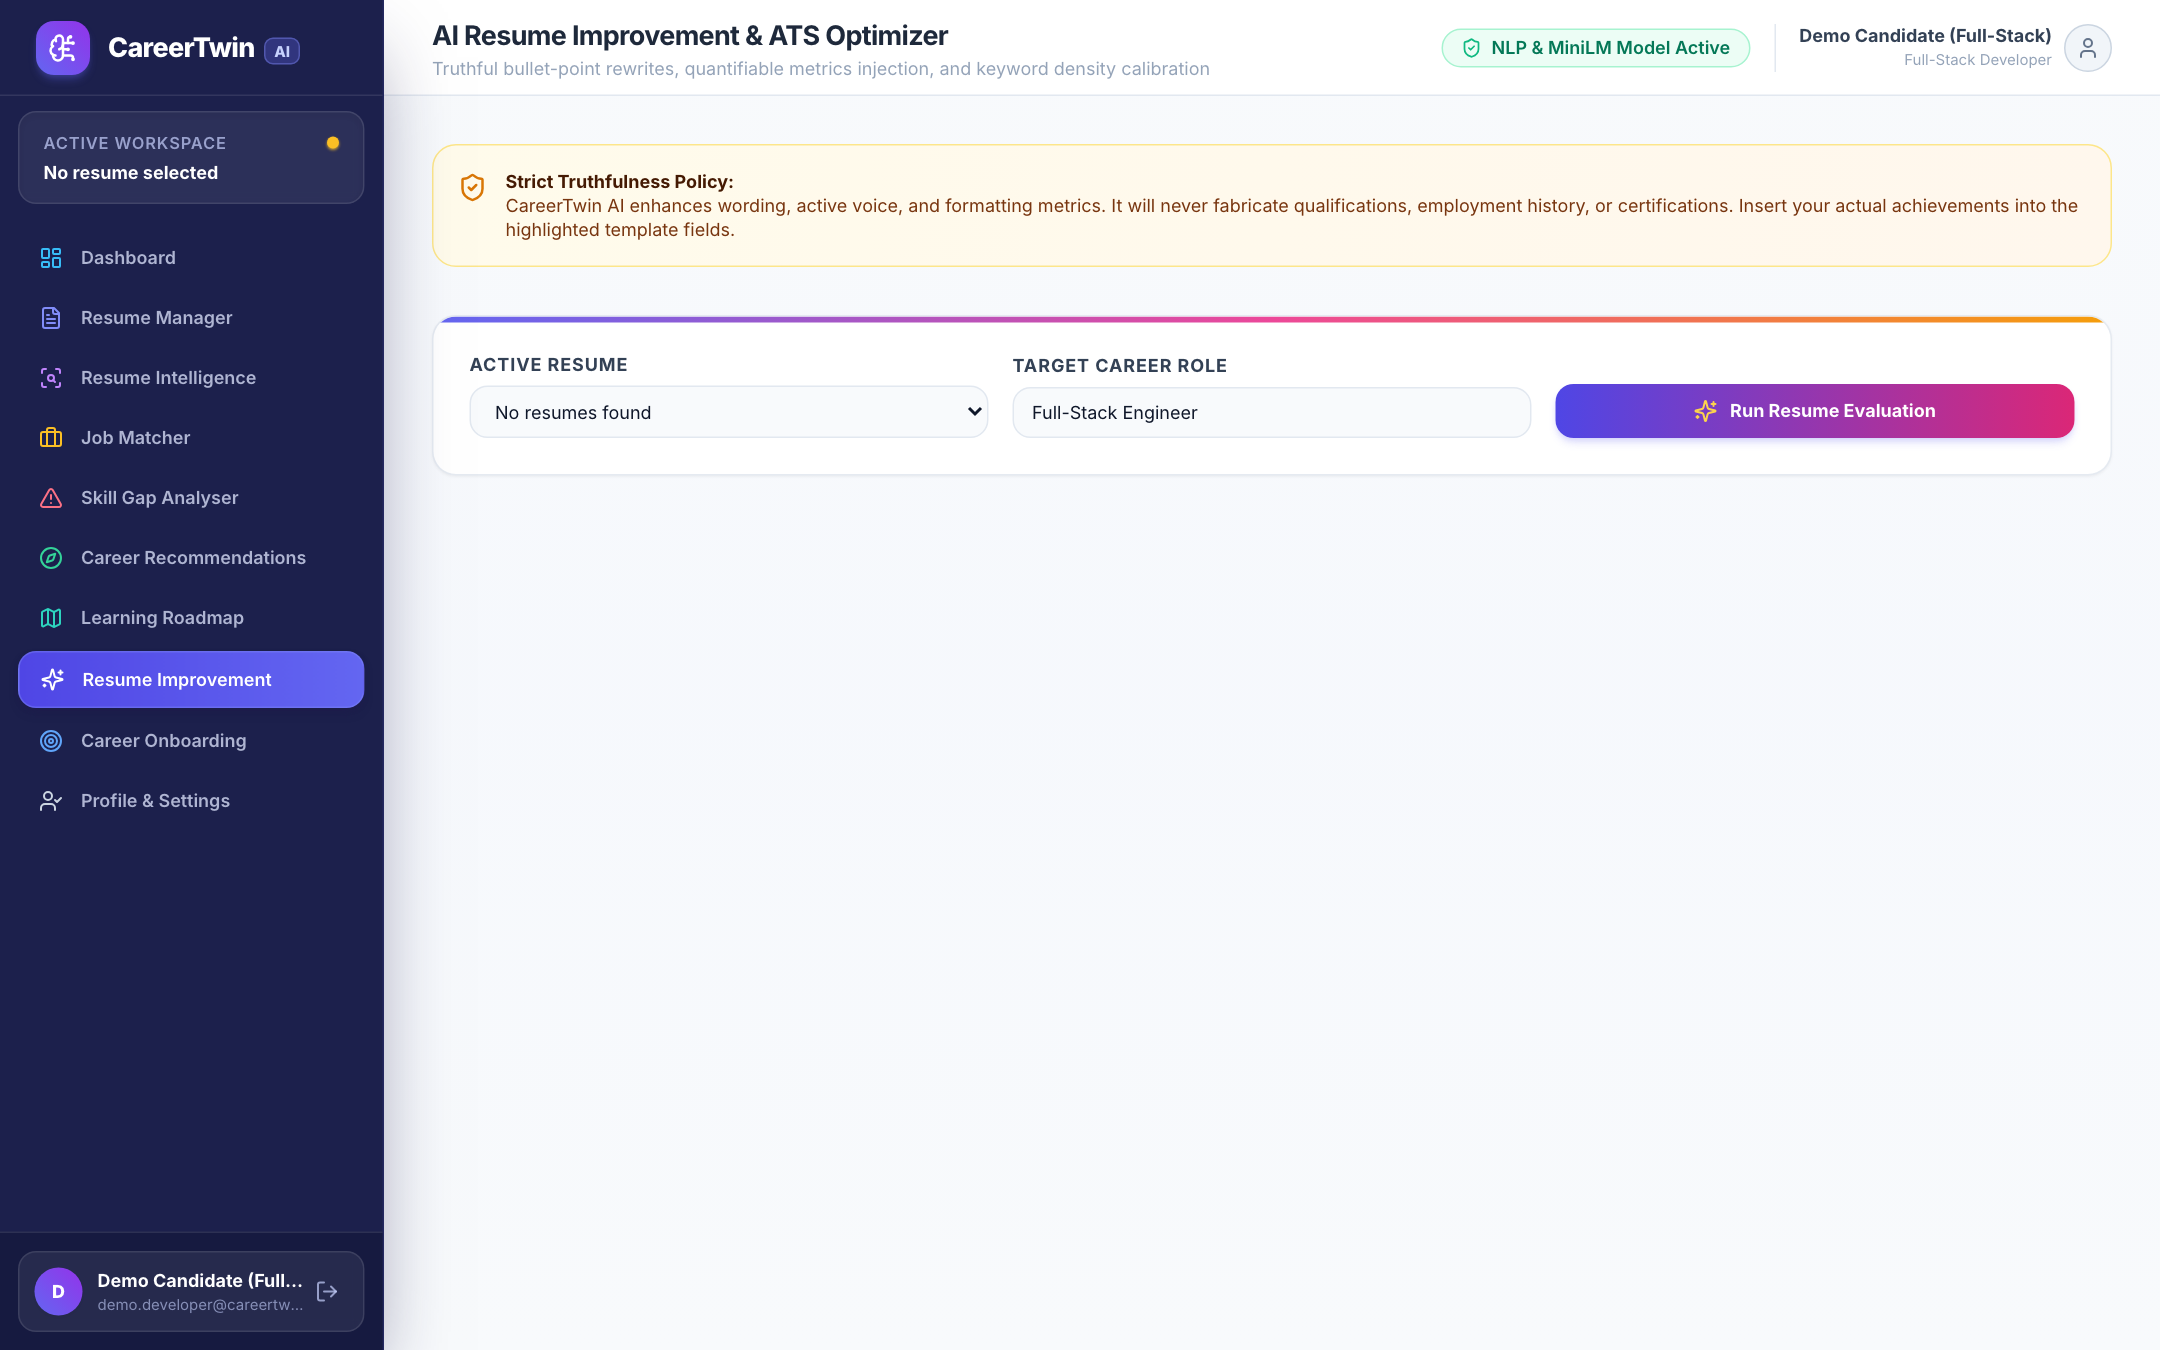 CareerTwin AI
ACTIVE WORKSPACE
No resume selected
Dashboard
Resume Manager
Resume Intelligence
Job Matcher
Skill Gap Analyser
Career Recommendations
Learning Roadmap
Resume Improvement
Career Onboarding
Profile & Settings
D
Demo Candidate (Full...
demo.developer@careertw...
AI Resume Improvement & ATS Optimizer
Truthful bullet-point rewrites, quantifiable metrics injection, and keyword density calibration
NLP & MiniLM Model Active
Demo Candidate (Full-Stack)
Full-Stack Developer
Strict Truthfulness Policy:
CareerTwin AI enhances wording, active voice, and formatting metrics. It will never fabricate qualifications, employment history, or certifications. Insert your actual achievements into the
highlighted template fields.
ACTIVE RESUME
No resumes found
TARGET CAREER ROLE
Full-Stack Engineer
Run Resume Evaluation